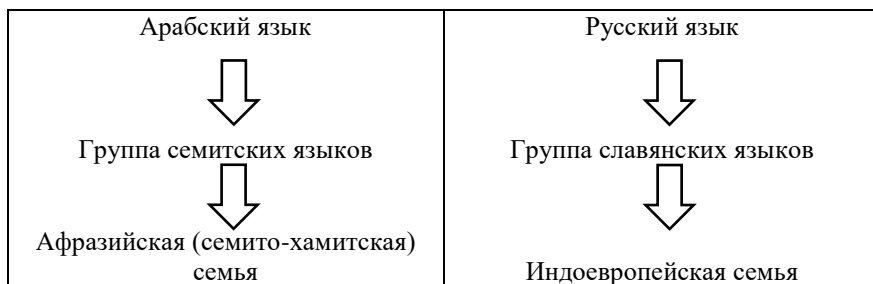 Арабский язык
Группа семитских языков
Афразийская (семито-хамитская)
семья
Русский язык
Группа славянских языков
Индоевропейская семья